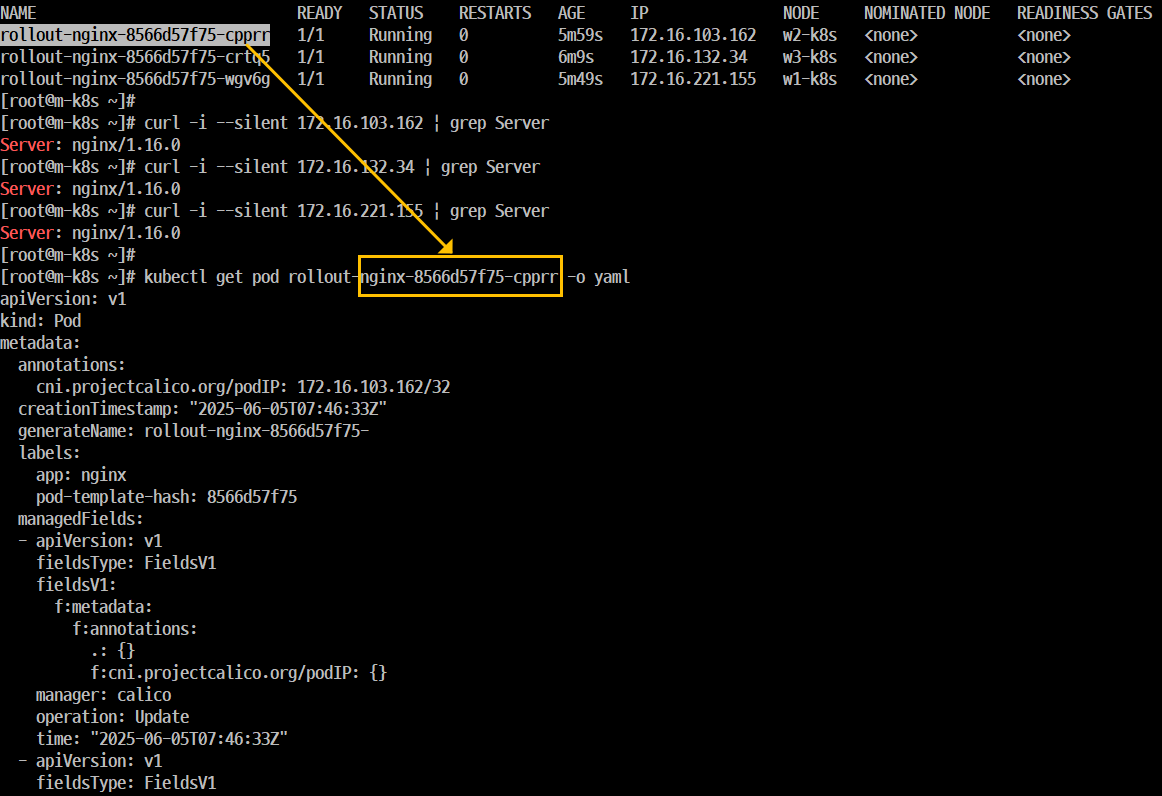 NAME READY STATUS RESTARTS AGE IP NODE NOMINATED NODE READINESS GATES
rollout-nginx-8566d57f75-cpprr 1/1 Running 0 5m59s 172.16.103.162 w2-k8s <none> <none>
rollout-nginx-8566d57f75-crtq5 1/1 Running 0 6m9s 172.16.132.34 w3-k8s <none> <none>
rollout-nginx-8566d57f75-wgv6g 1/1 Running 0 5m49s 172.16.221.155 w1-k8s <none> <none>
[root@m-k8s ~]#
[root@m-k8s ~]# curl -i --silent 172.16.103.162 | grep Server
Server: nginx/1.16.0
[root@m-k8s ~]# curl -i --silent 172.16.132.34 | grep Server
Server: nginx/1.16.0
[root@m-k8s ~]# curl -i --silent 172.16.221.155 | grep Server
Server: nginx/1.16.0
[root@m-k8s ~]#
[root@m-k8s ~]# kubectl get pod rollout-nginx-8566d57f75-cpprr -o yaml
apiVersion: v1
kind: Pod
metadata:
  annotations:
    cni.projectcalico.org/podIP: 172.16.103.162/32
  creationTimestamp: "2025-06-05T07:46:33Z"
  generateName: rollout-nginx-8566d57f75-
  labels:
    app: nginx
    pod-template-hash: 8566d57f75
  managedFields:
  - apiVersion: v1
    fieldsType: FieldsV1
    fieldsV1:
      f:metadata:
        f:annotations:
          .: {}
          f:cni.projectcalico.org/podIP: {}
    manager: calico
    operation: Update
    time: "2025-06-05T07:46:33Z"
  - apiVersion: v1
    fieldsType: FieldsV1